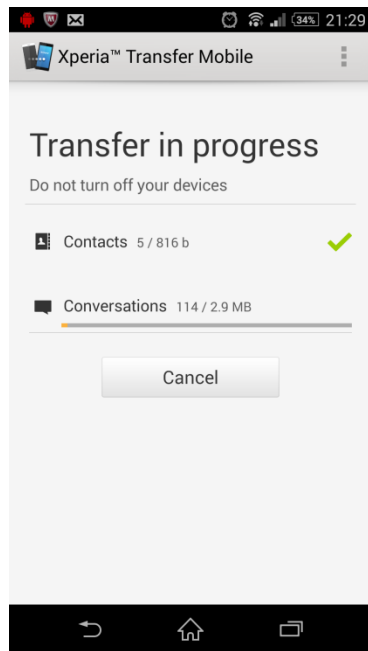 34% 21:29
Xperia™ Transfer Mobile
Transfer in progress
Do not turn off your devices
Contacts 5 / 816 b
Conversations 114 / 2.9 MB
Cancel